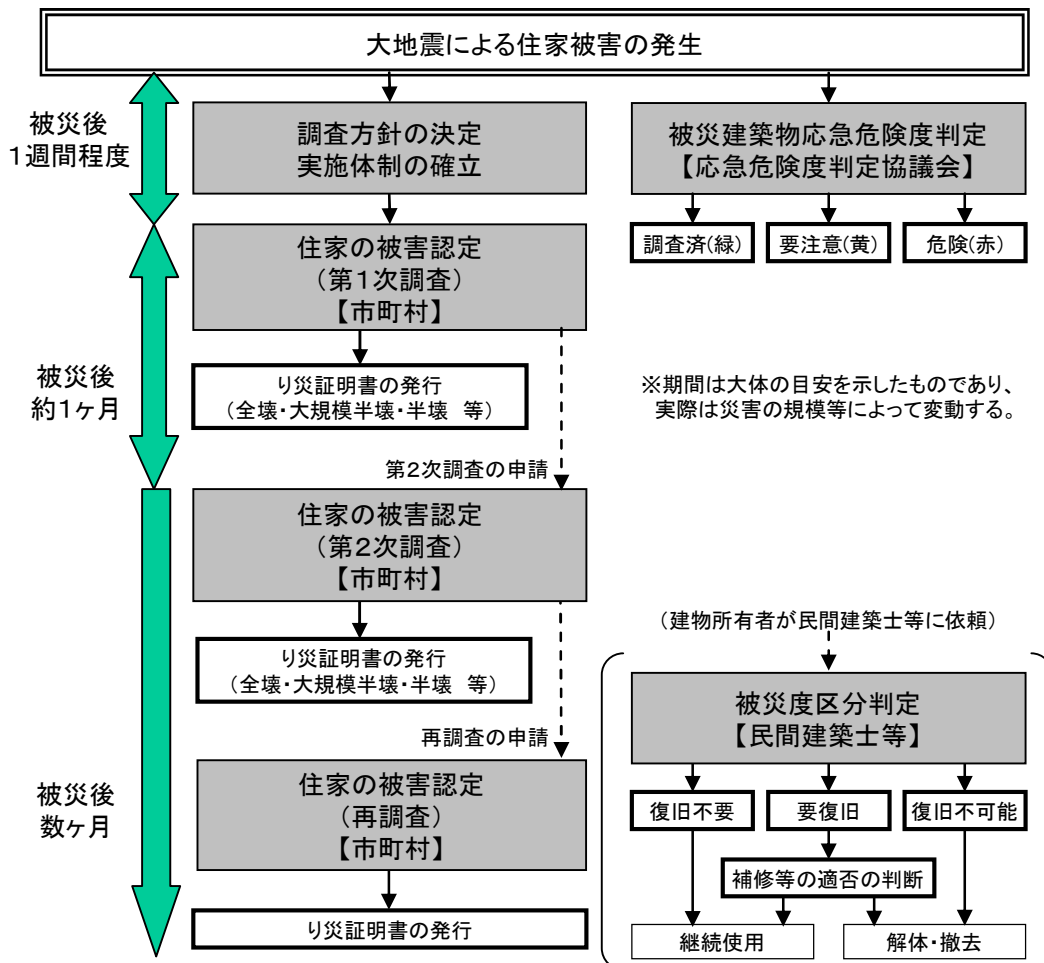 大地震による住家被害の発生
被災後
1週間程度
調査方針の決定
実施体制の確立
被災建築物応急危険度判定
【応急危険度判定協議会】
調査済(緑)
要注意(黄)
危険(赤)
住家の被害認定
(第1次調査)
【市町村】
被災後
約1ヶ月
り災証明書の発行
(全壊・大規模半壊・半壊 等)
※期間は大体の目安を示したものであり、
実際は災害の規模等によって変動する。
第2次調査の申請
住家の被害認定
(第2次調査)
【市町村】
り災証明書の発行
(全壊・大規模半壊・半壊 等)
再調査の申請
(建物所有者が民間建築士等に依頼)
被災度区分判定
【民間建築士等】
被災後
数ヶ月
住家の被害認定
(再調査)
【市町村】
復旧不要
要復旧
復旧不可能
補修等の適否の判断
り災証明書の発行
継続使用
解体・撤去